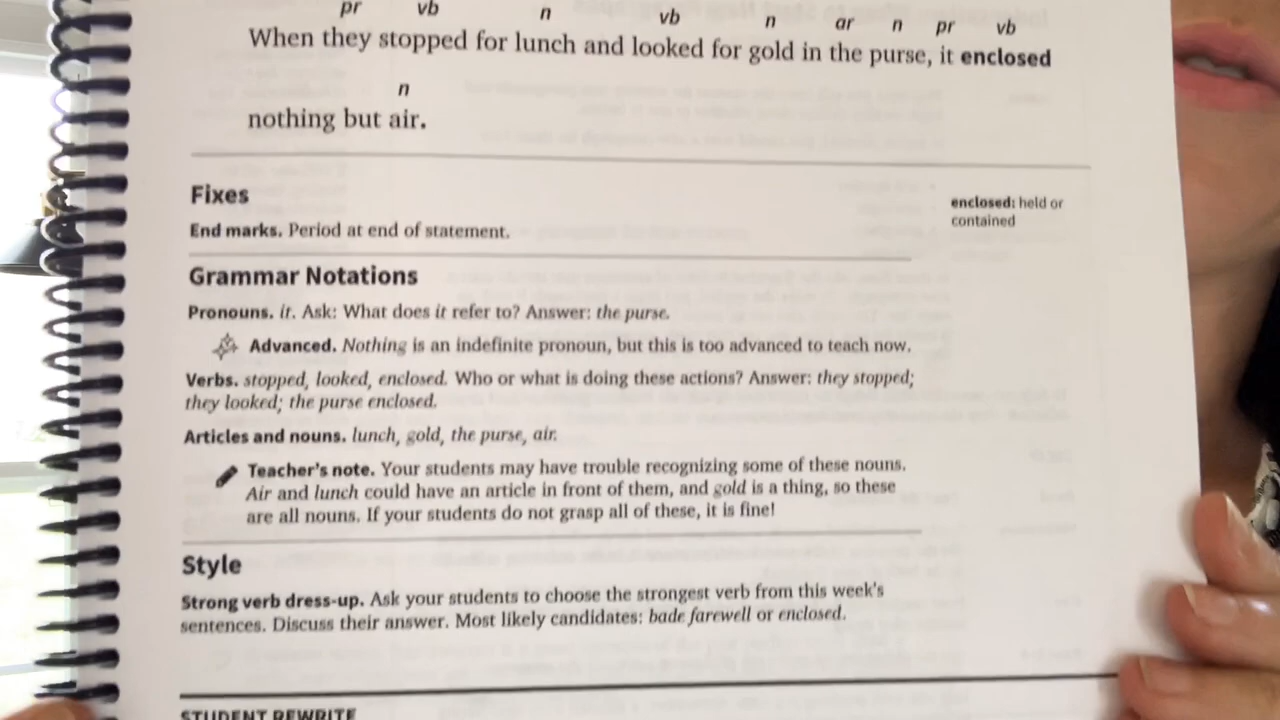 pr vb n vb n ar n pr vb
When they stopped for lunch and looked for gold in the purse, it enclosed
n
nothing but air.
Fixes
enclosed: held or
contained
End marks. Period at end of statement.
Grammar Notations
Pronouns. it. Ask: What does it refer to? Answer: the purse.
Advanced. Nothing is an indefinite pronoun, but this is too advanced to teach now.
Verbs. stopped, looked, enclosed. Who or what is doing these actions? Answer: they stopped;
they looked; the purse enclosed.
Articles and nouns. lunch, gold, the purse, air.
Teacher's note. Your students may have trouble recognizing some of these nouns.
Air and lunch could have an article in front of them, and gold is a thing, so these
are all nouns. If your students do not grasp all of these, it is fine!
Style
Strong verb dress-up. Ask your students to choose the strongest verb from this week's
sentences. Discuss their answer. Most likely candidates: bade farewell or enclosed.
STUDENT REWRITE